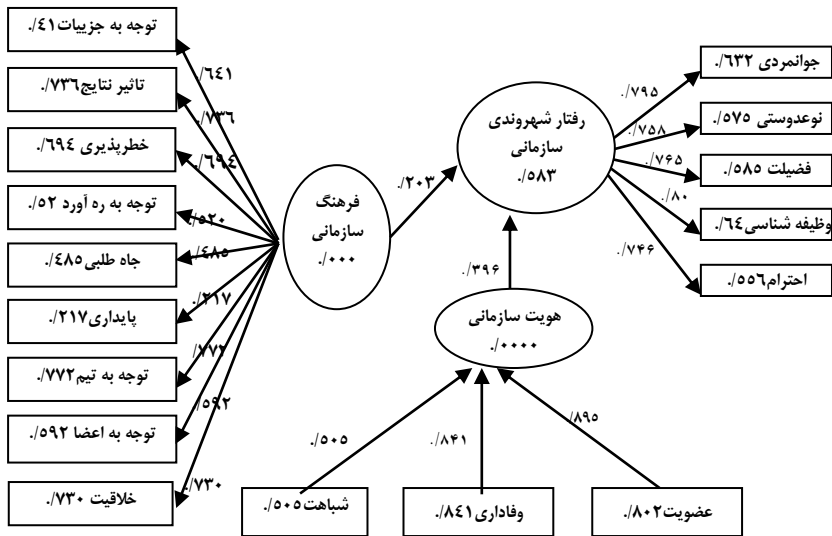 توجه به جزییات۴۱/.
تاثیر نتایج۷۳۶/.
خطرپذیری ۶۹۴/.
توجه به ره آورد ۵۲/.
جاه طلبی۴۸۵/.
پایداری۲۱۷/.
توجه به تیم۷۷۲/.
توجه به اعضا ۵۹۲/.
خلاقیت ۷۳۰/.
۶۴۱/.
۷۳۶/.
۶۹۴/.
۵۲۰/.
۴۸۵/.
۲۱۷/.
۷۷۲/.
۵۹۲/.
۷۳۰/.
فرهنگ
سازمانی
۰۰۰/.
۲۰۳/.
رفتار شهروندی
سازمانی
۵۸۳/.
۷۹۵/.
۷۵۸/.
۷۶۵/.
۸۰/.
۷۴۶/.
جوانمردی ۶۳۲/.
نوعدوستی ۵۷۵/.
فضیلت ۵۸۵/.
وظیفه شناسی۶۴/.
احترام۵۵۶/.
۳۹۶/.
هویت سازمانی
۰۰۰۰/.
۵۰۵/.
۸۴۱/.
۸۹۵/.
شباهت۵۰۵/.
وفاداری۸۴۱/.
عضویت۸۰۲/.